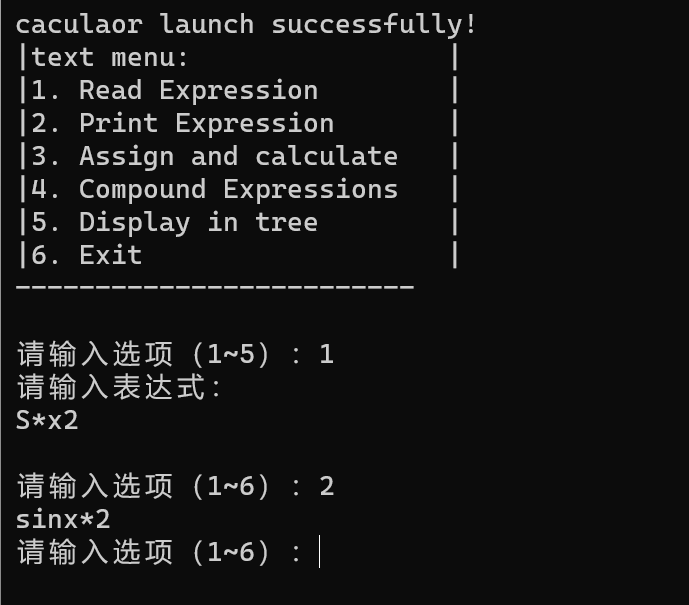 caculaor launch successfully!
|text menu:                |
|1. Read Expression        |
|2. Print Expression       |
|3. Assign and calculate   |
|4. Compound Expressions   |
|5. Display in tree        |
|6. Exit                   |
-------------------------
请输入选项（1~5）：1
请输入表达式：
S*x2
请输入选项（1~6）：2
sinx*2
请输入选项（1~6）：